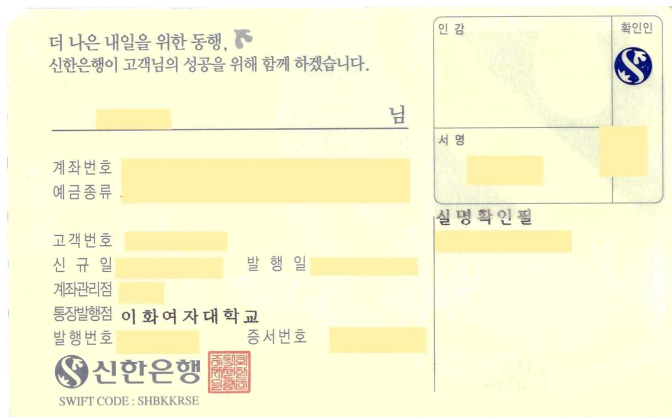 더 나은 내일을 위한 동행,
신한은행이 고객님의 성공을 위해 함께 하겠습니다.
님
계좌번호
예금종류
고객번호
신규일
발행일
계좌관리점
통장발행점 이화여자대학교
발행번호
증서번호
신한은행
SWIFT CODE : SHBKKRSE
인감
확인인
서명
실명확인필